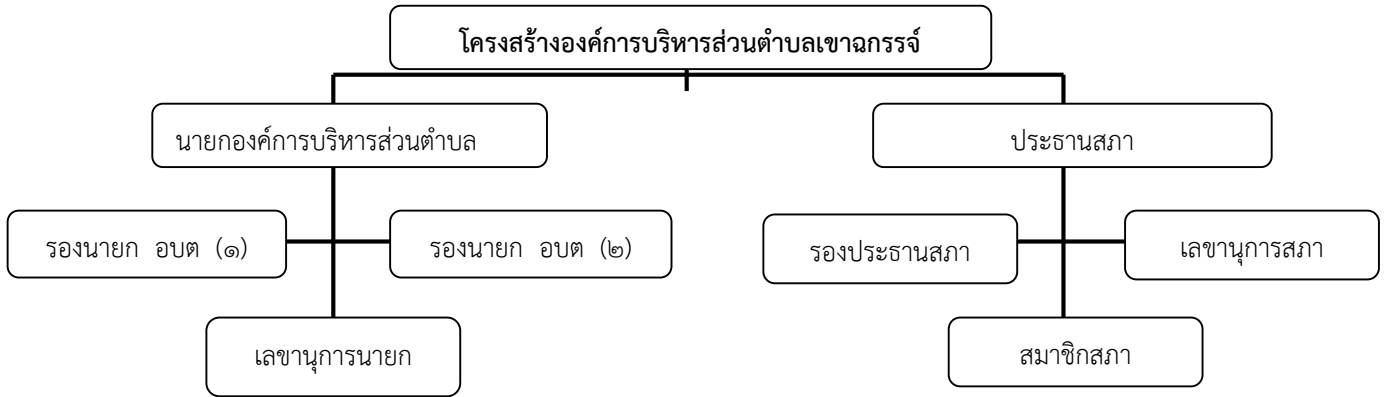 โครงสร้างองค์การบริหารส่วนตำบลเขาฉกรรจ์
นายกองค์การบริหารส่วนตำบล
ประธานสภา
รองนายก อบต (๑)
รองนายก อบต (๒)
รองประธานสภา
เลขานุการสภา
เลขานุการนายก
สมาชิกสภา